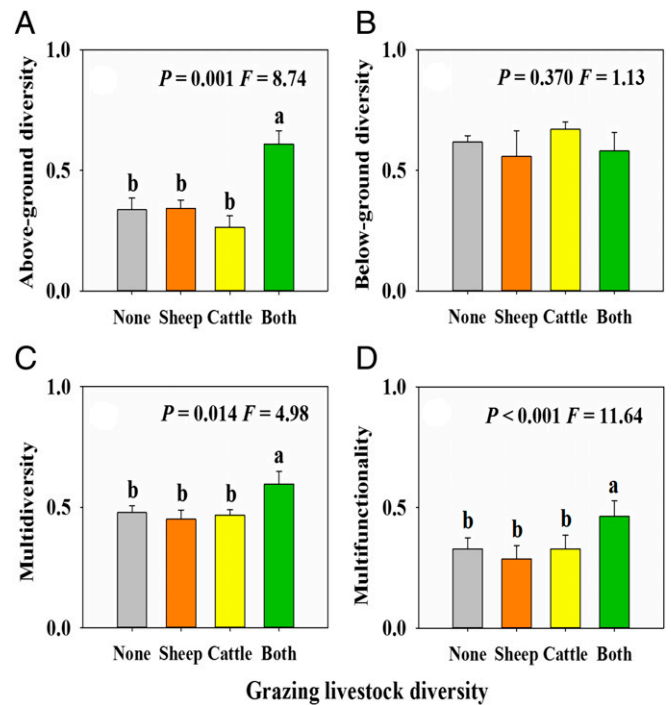 A
Above-ground diversity
1.0
0.5
0.0
P = 0.001 F = 8.74
b b b a
None Sheep Cattle Both
B
Below-ground diversity
1.0
0.5
0.0
P = 0.370 F = 1.13
None Sheep Cattle Both
C
Multidiversity
1.0
0.5
0.0
P = 0.014 F = 4.98
b b b a
None Sheep Cattle Both
D
Multifunctionality
1.0
0.5
0.0
P < 0.001 F = 11.64
b b b a
None Sheep Cattle Both
Grazing livestock diversity